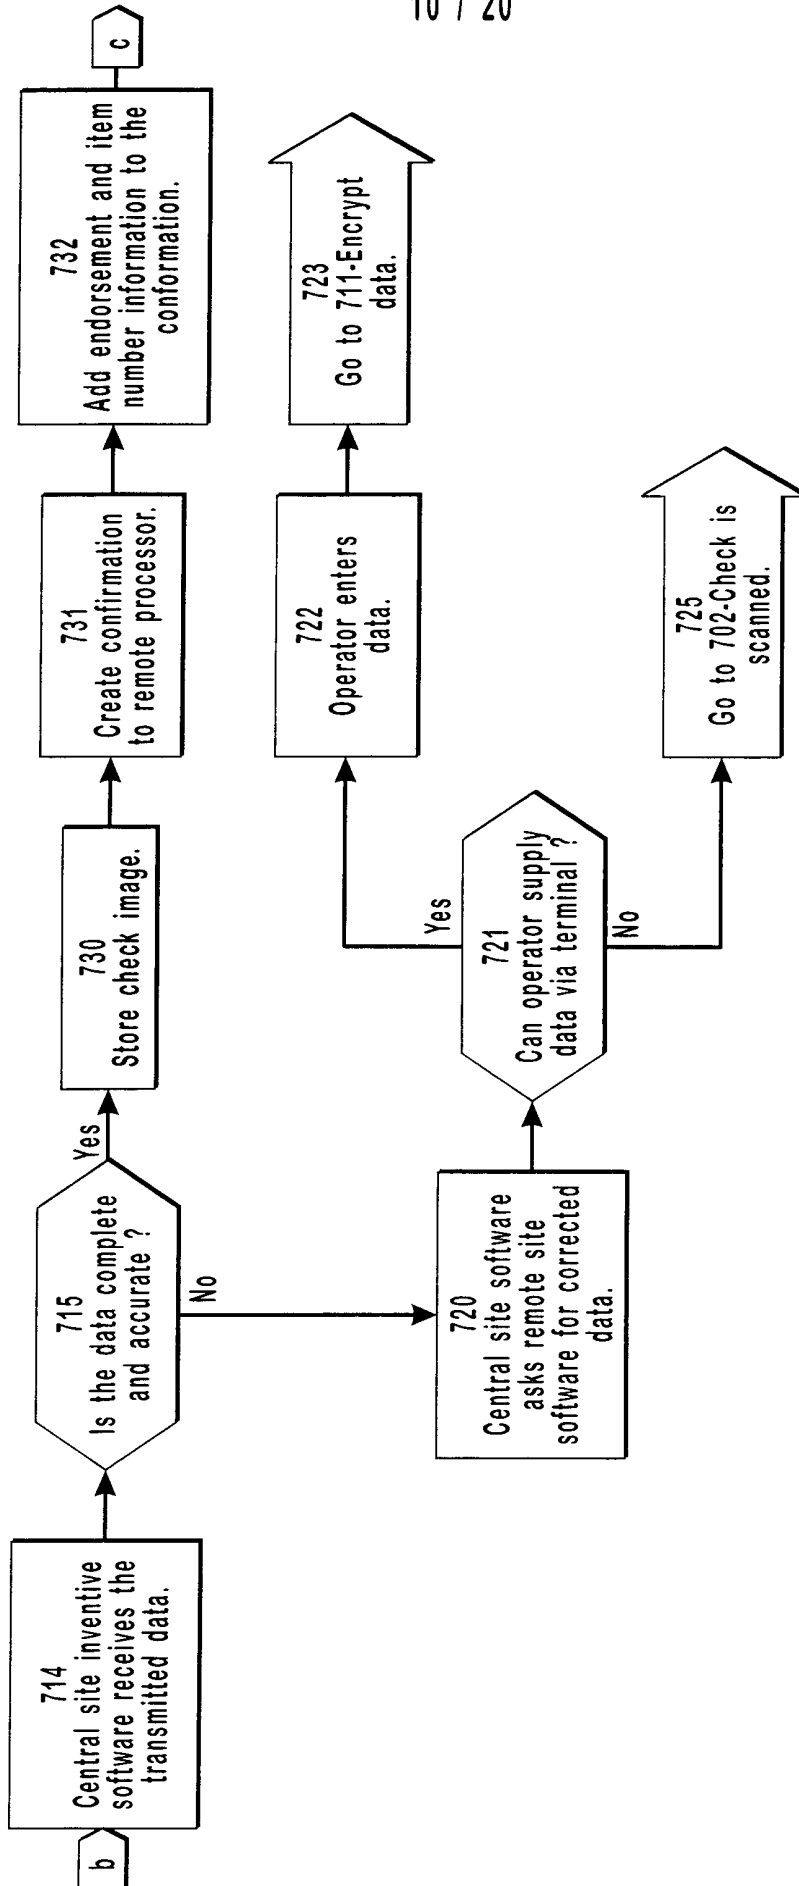 10 / 20
b
714
Central site inventive
software receives the
transmitted data.
715
Is the data complete
and accurate ?
Yes
No
730
Store check image.
731
Create confirmation
to remote processor.
732
Add endorsement and item
number information to the
conformation.
c
720
Central site software
asks remote site
software for corrected
data.
721
Can operator supply
data via terminal ?
Yes
No
722
Operator enters
data.
723
Go to 711-Encrypt
data.
725
Go to 702-Check is
scanned.